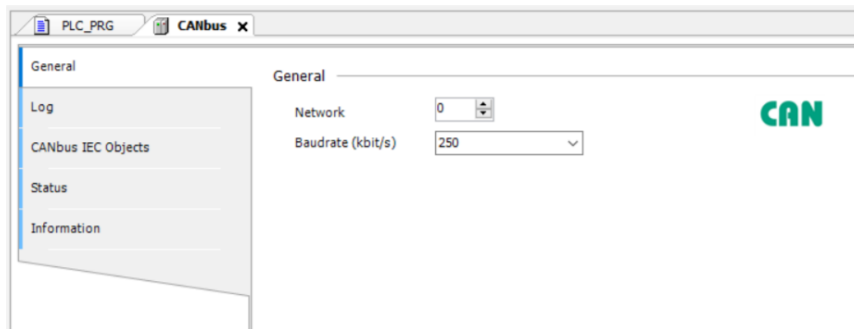 PLC_PRG
CANbus
General
Log
CANbus IEC Objects
Status
Information
General
Network 0
CAN
Baudrate (kbit/s) 250